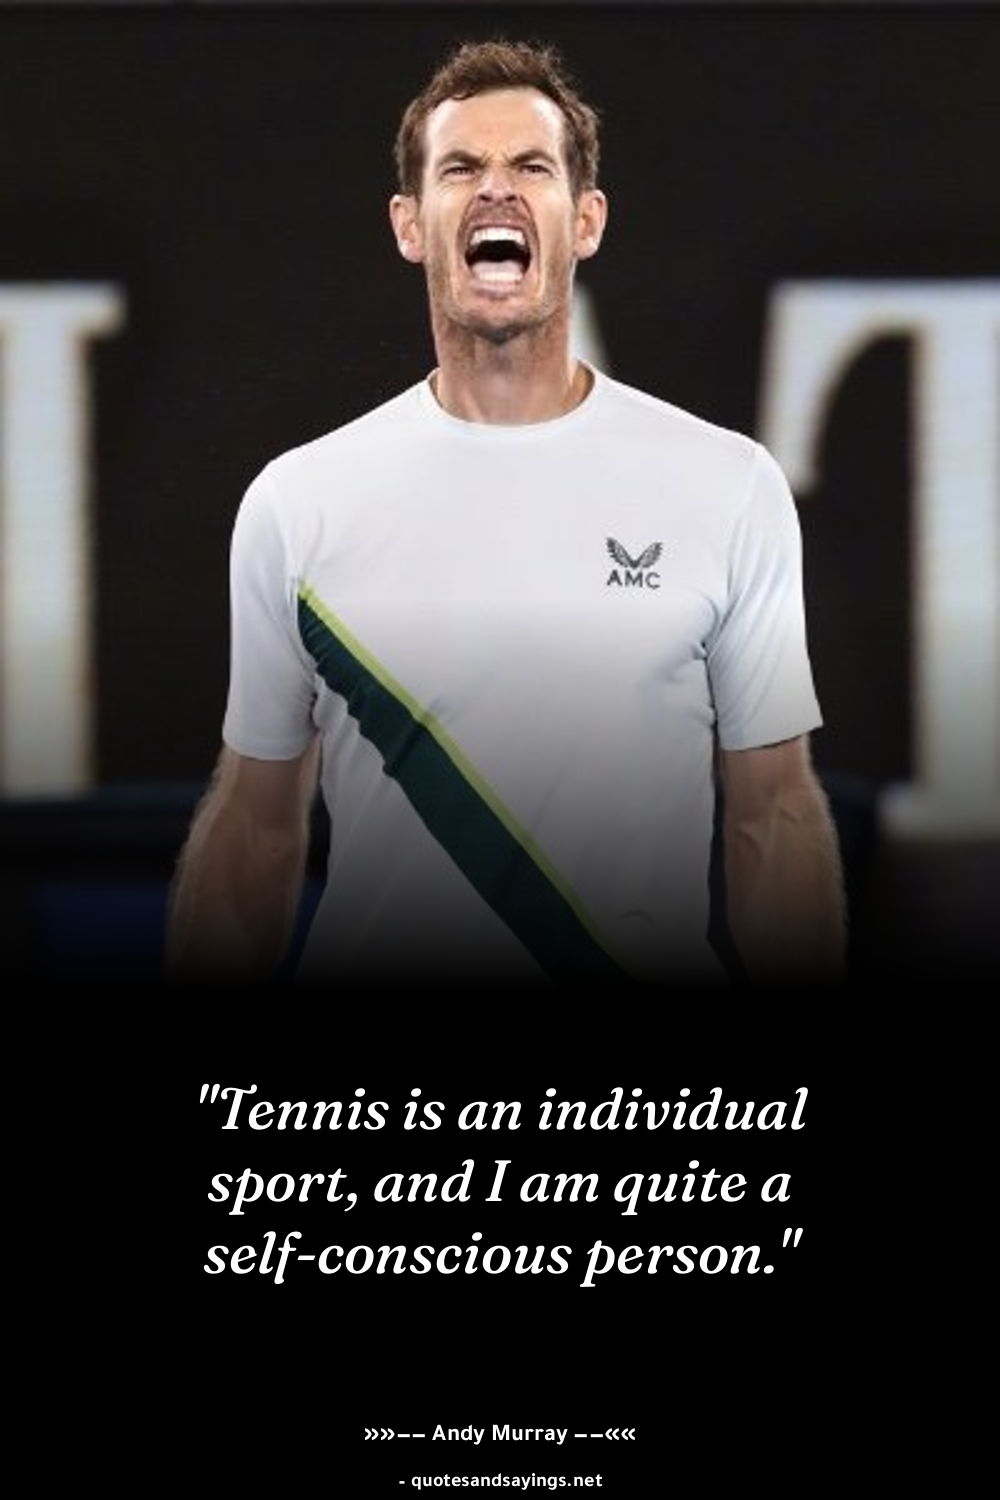 I
T
AMC
"Tennis is an individual
sport, and I am quite a
self-conscious person."
»»–– Andy Murray ––««
- quotesandsayings.net